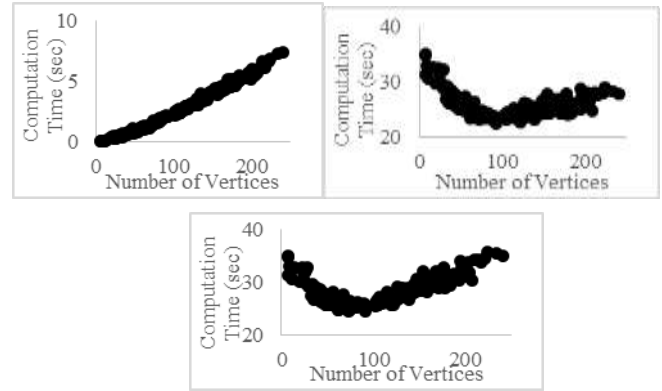 Computation
Time (sec)
10
5
0
0 100 200
Number of Vertices
Computation
Time (sec)
40
30
20
0 100 200
Number of Vertices
Computation
Time (sec)
40
30
20
0 100 200
Number of Vertices